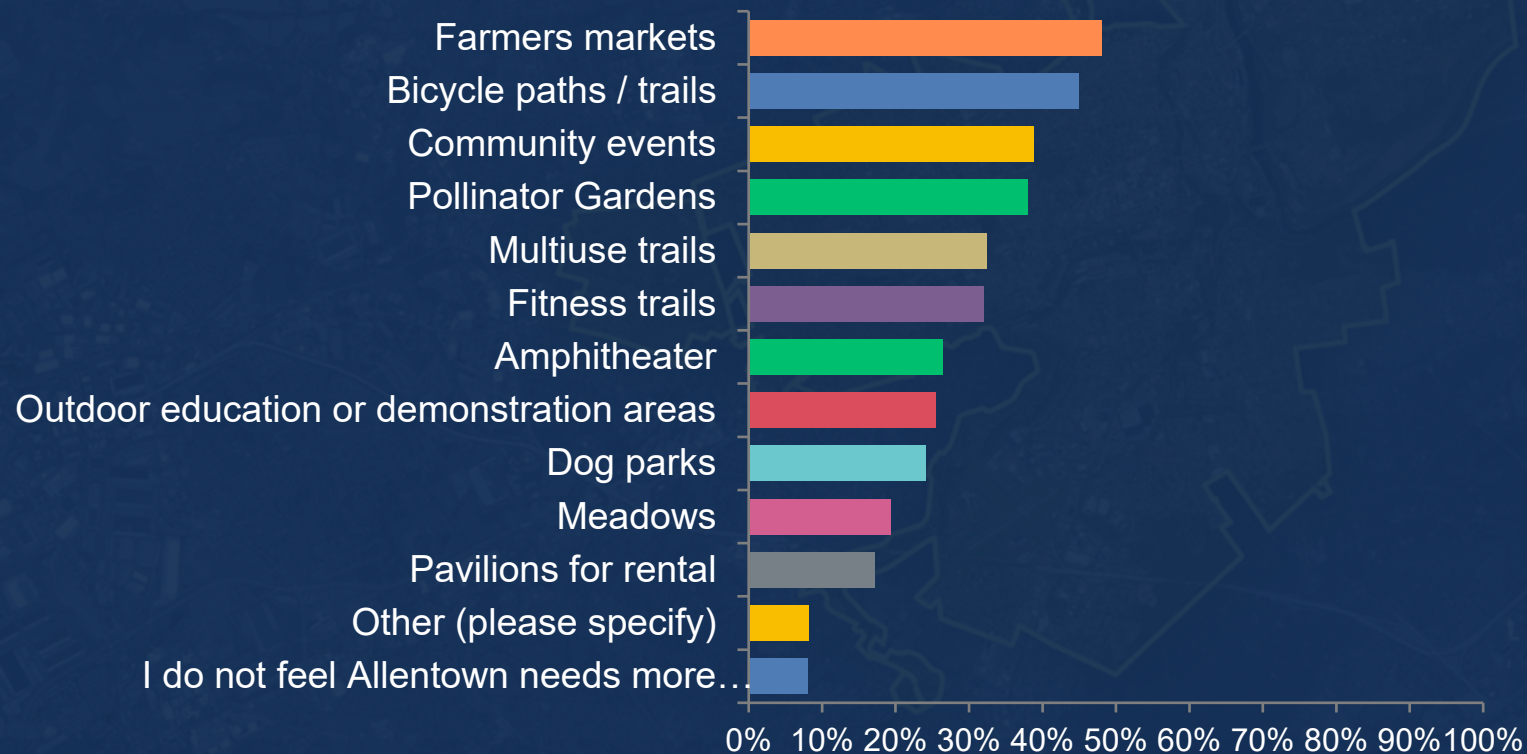 Farmers markets
Bicycle paths / trails
Community events
Pollinator Gardens
Multiuse trails
Fitness trails
Amphitheater
Outdoor education or demonstration areas
Dog parks
Meadows
Pavilions for rental
Other (please specify)
I do not feel Allentown needs more…
0% 10% 20% 30% 40% 50% 60% 70% 80% 90% 100%